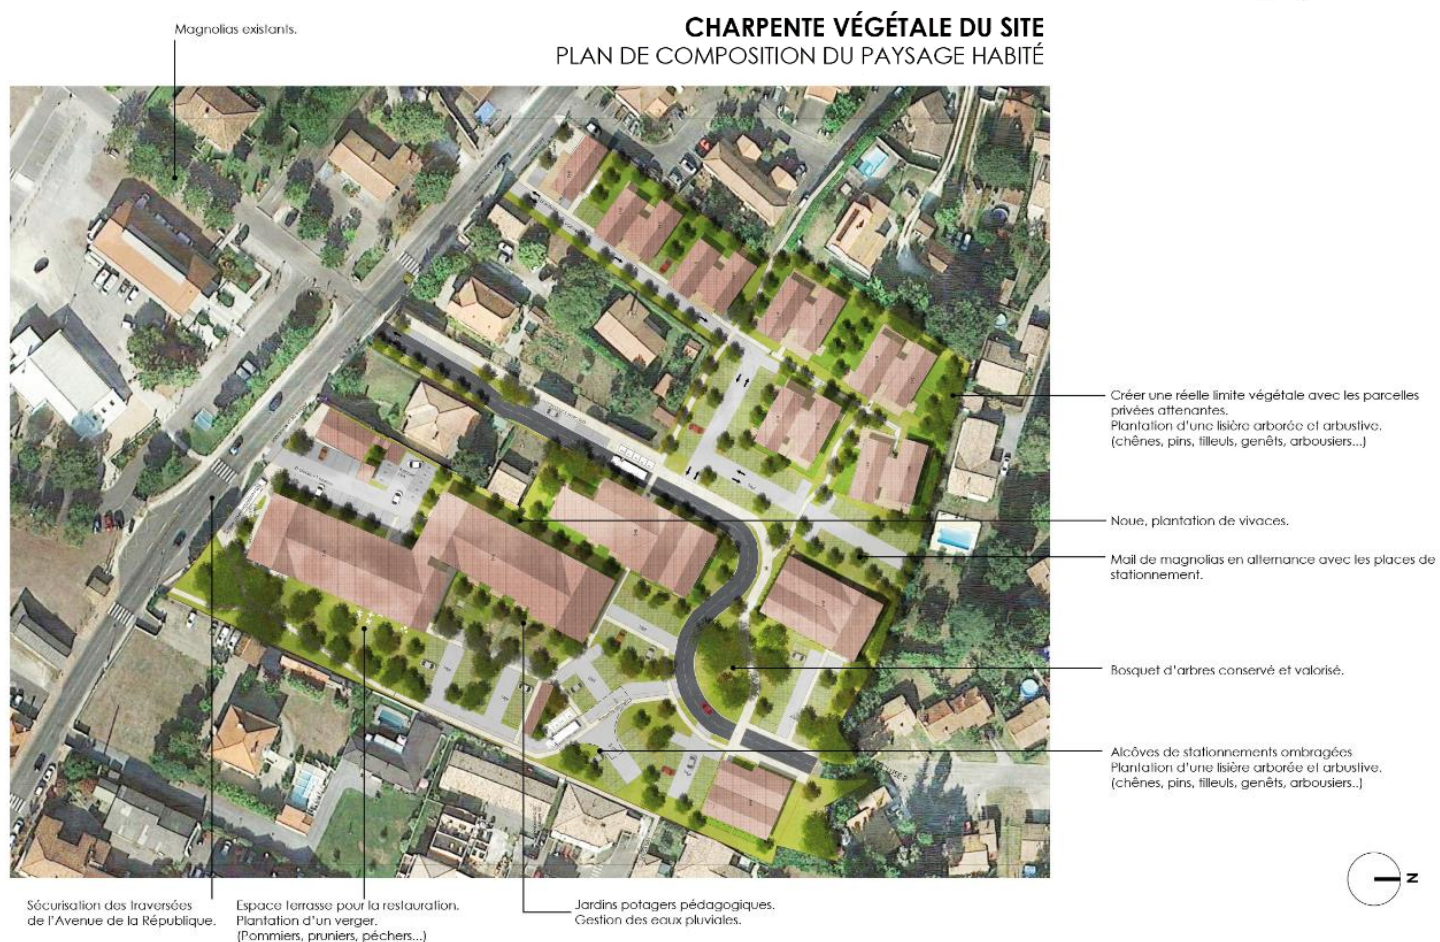 Magnolias existants.
CHARPENTE VÉGÉTALE DU SITE
PLAN DE COMPOSITION DU PAYSAGE HABITÉ
Créer une réelle limite végétale avec les parcelles
privées attenantes.
Plantation d'une lisière arborée et arbustive.
(chênes, pins, tilleuls, genêts, arbousiers...)
Noue, plantation de vivaces.
Mail de magnolias en alternance avec les places de
stationnement.
Bosquet d'arbres conservé et valorisé.
Alcôves de stationnements ombragées
Plantation d'une lisière arborée et arbustive.
(chênes, pins, tilleuls, genêts, arbousiers..)
N
Sécurisation des traversées
de l'Avenue de la République.
Espace terrasse pour la restauration.
Plantation d'un verger.
(Pommiers, pruniers, péchers...)
Jardins potagers pédagogiques.
Gestion des eaux pluviales.